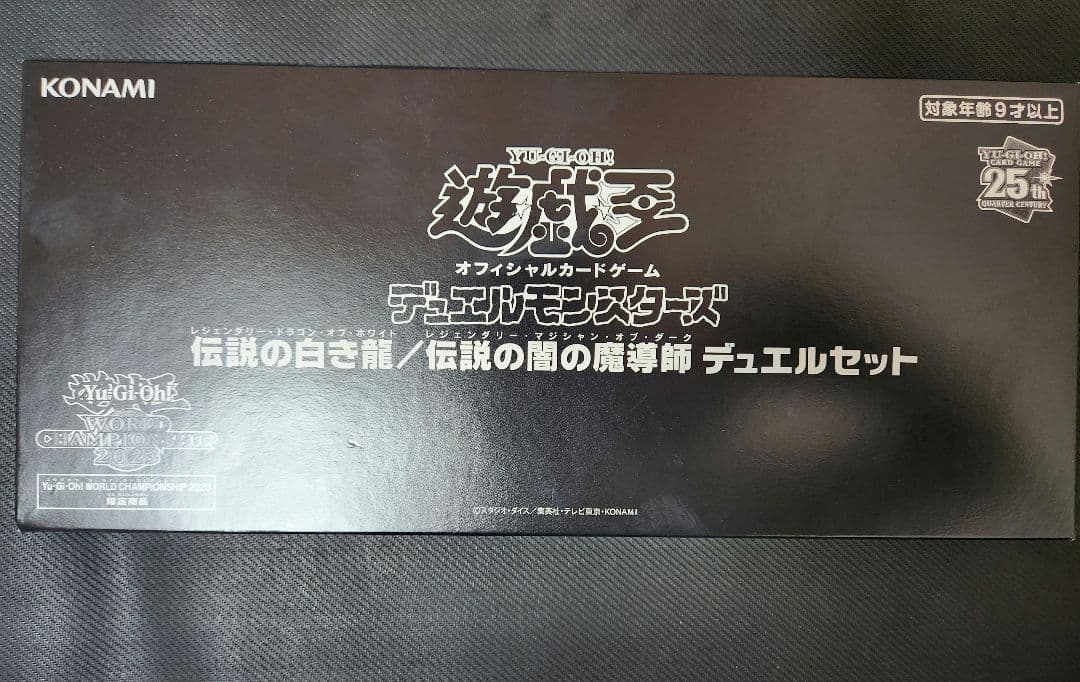 KONAMI
対象年齢9才以上
YU-GI-OH!
CARD GAME
25th
QUARTER CENTURY
YU-GI-OH!
遊戯王
オフィシャルカードゲーム
デュエルモンスターズ
レジェンダリー・ドラゴン・オブ・ホワイト レジェンダリー・マジシャン・オブ・ダーク
伝説の白き龍/伝説の闇の魔導師 デュエルセット
Yu-Gi-Oh!
WORLD
CHAMPIONSHIP
2023
Yu-Gi-Oh! WORLD CHAMPIONSHIP 2023
限定商品
©スタジオ・ダイス/集英社・テレビ東京・KONAMI